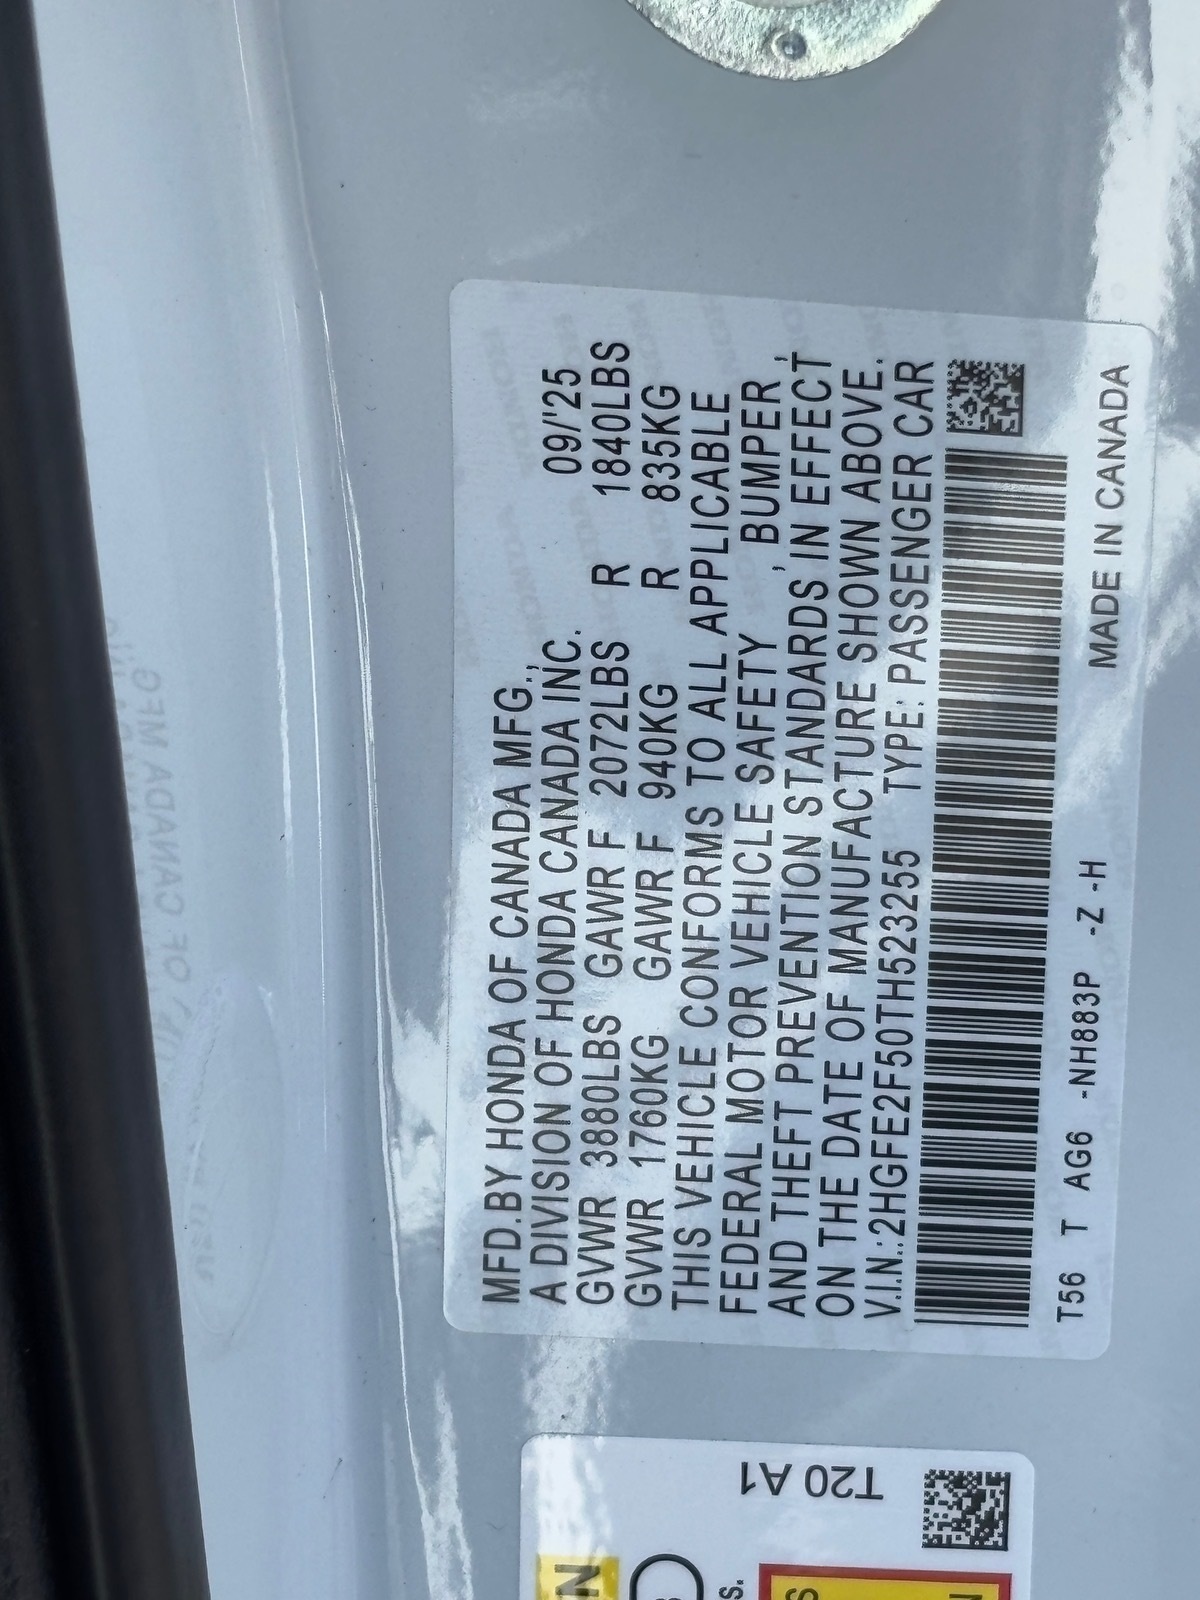 MFD.BY HONDA OF CANADA MFG.,
A DIVISION OF HONDA CANADA INC. 09/'25
GVWR 3880LBS GAWR F 2072LBS R 1840LBS
GVWR 1760KG GAWR F 940KG R 835KG
THIS VEHICLE CONFORMS TO ALL APPLICABLE
FEDERAL MOTOR VEHICLE SAFETY , BUMPER ,
AND THEFT PREVENTION STANDARDS IN EFFECT
ON THE DATE OF MANUFACTURE SHOWN ABOVE.
V.I.N.:2HGFE2F50TH523255 TYPE: PASSENGER CAR
T56 T AG6 -NH883P -Z -H MADE IN CANADA
T20 A1